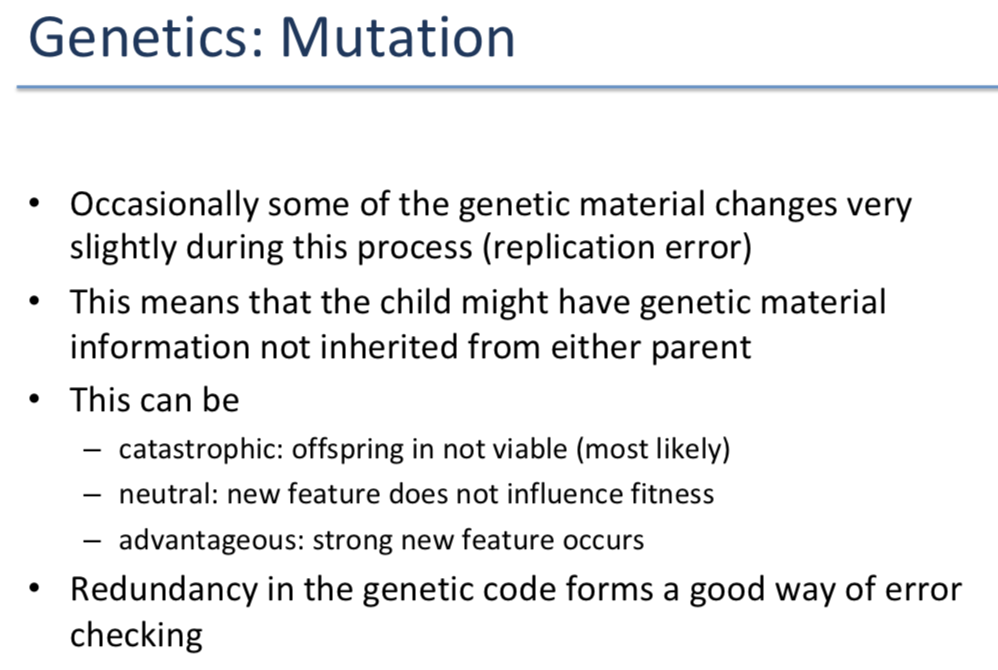 Genetics: Mutation
• Occasionally some of the genetic material changes very
slightly during this process (replication error)
• This means that the child might have genetic material
information not inherited from either parent
• This can be
– catastrophic: offspring in not viable (most likely)
– neutral: new feature does not influence fitness
– advantageous: strong new feature occurs
• Redundancy in the genetic code forms a good way of error
checking